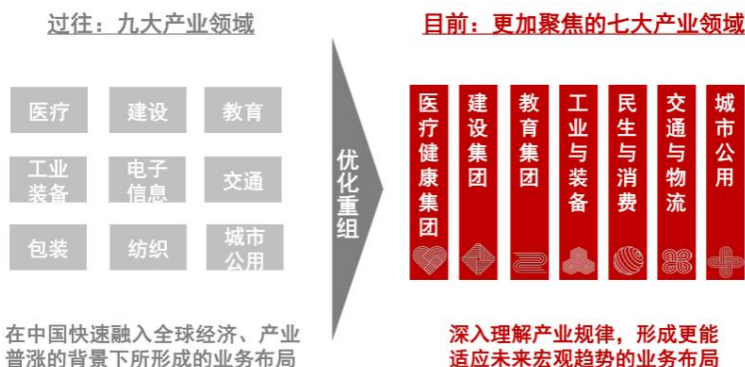 过往：九大产业领域
医疗
建设
教育
工业
装备
电子
信息
交通
包装
纺织
城市
公用
在中国快速融入全球经济、产业
普涨的背景下所形成的业务布局
优化重组
目前：更加聚焦的七大产业领域
医疗健康集团
建设集团
教育集团
工业与装备
民生与消费
交通与物流
城市公用
深入理解产业规律，形成更能
适应未来宏观趋势的业务布局